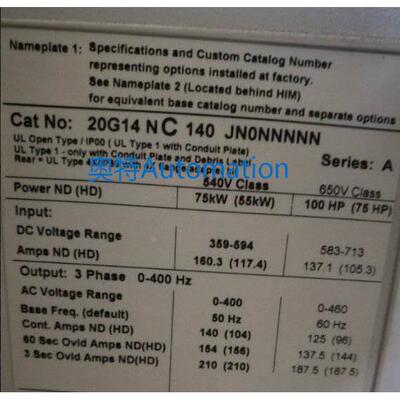 Nameplate 1: Specifications and Custom Catalog Number
representing options installed at factory.
See Nameplate 2 (Located behind HIM)
for equivalent base catalog number and separate options
Cat No: 20G14 N C 140 JN0NNNNN
UL Open Type / IP00 ( UL Type 1 with Conduit Plate)
UL Type 1 - only with Conduit Plate and Debris
Series: A
奥特Automation
540V Class 650V Class
Power ND (HD) 75kW (55kW) 100 HP (75 HP)
Input:
DC Voltage Range 359-594 583-713
Amps ND (HD) 160.3 (117.4) 137.1 (105.3)
Output: 3 Phase 0-400 Hz
AC Voltage Range 0-400 0-460
Base Freq. (default) 50 Hz 60 Hz
Cont. Amps ND (HD) 140 (104) 125 (96)
60 Sec Ovld Amps ND(HD) 154 (156) 137.5 (144)
3 Sec Ovld Amps ND(HD) 210 (210) 187.5 (187.5)